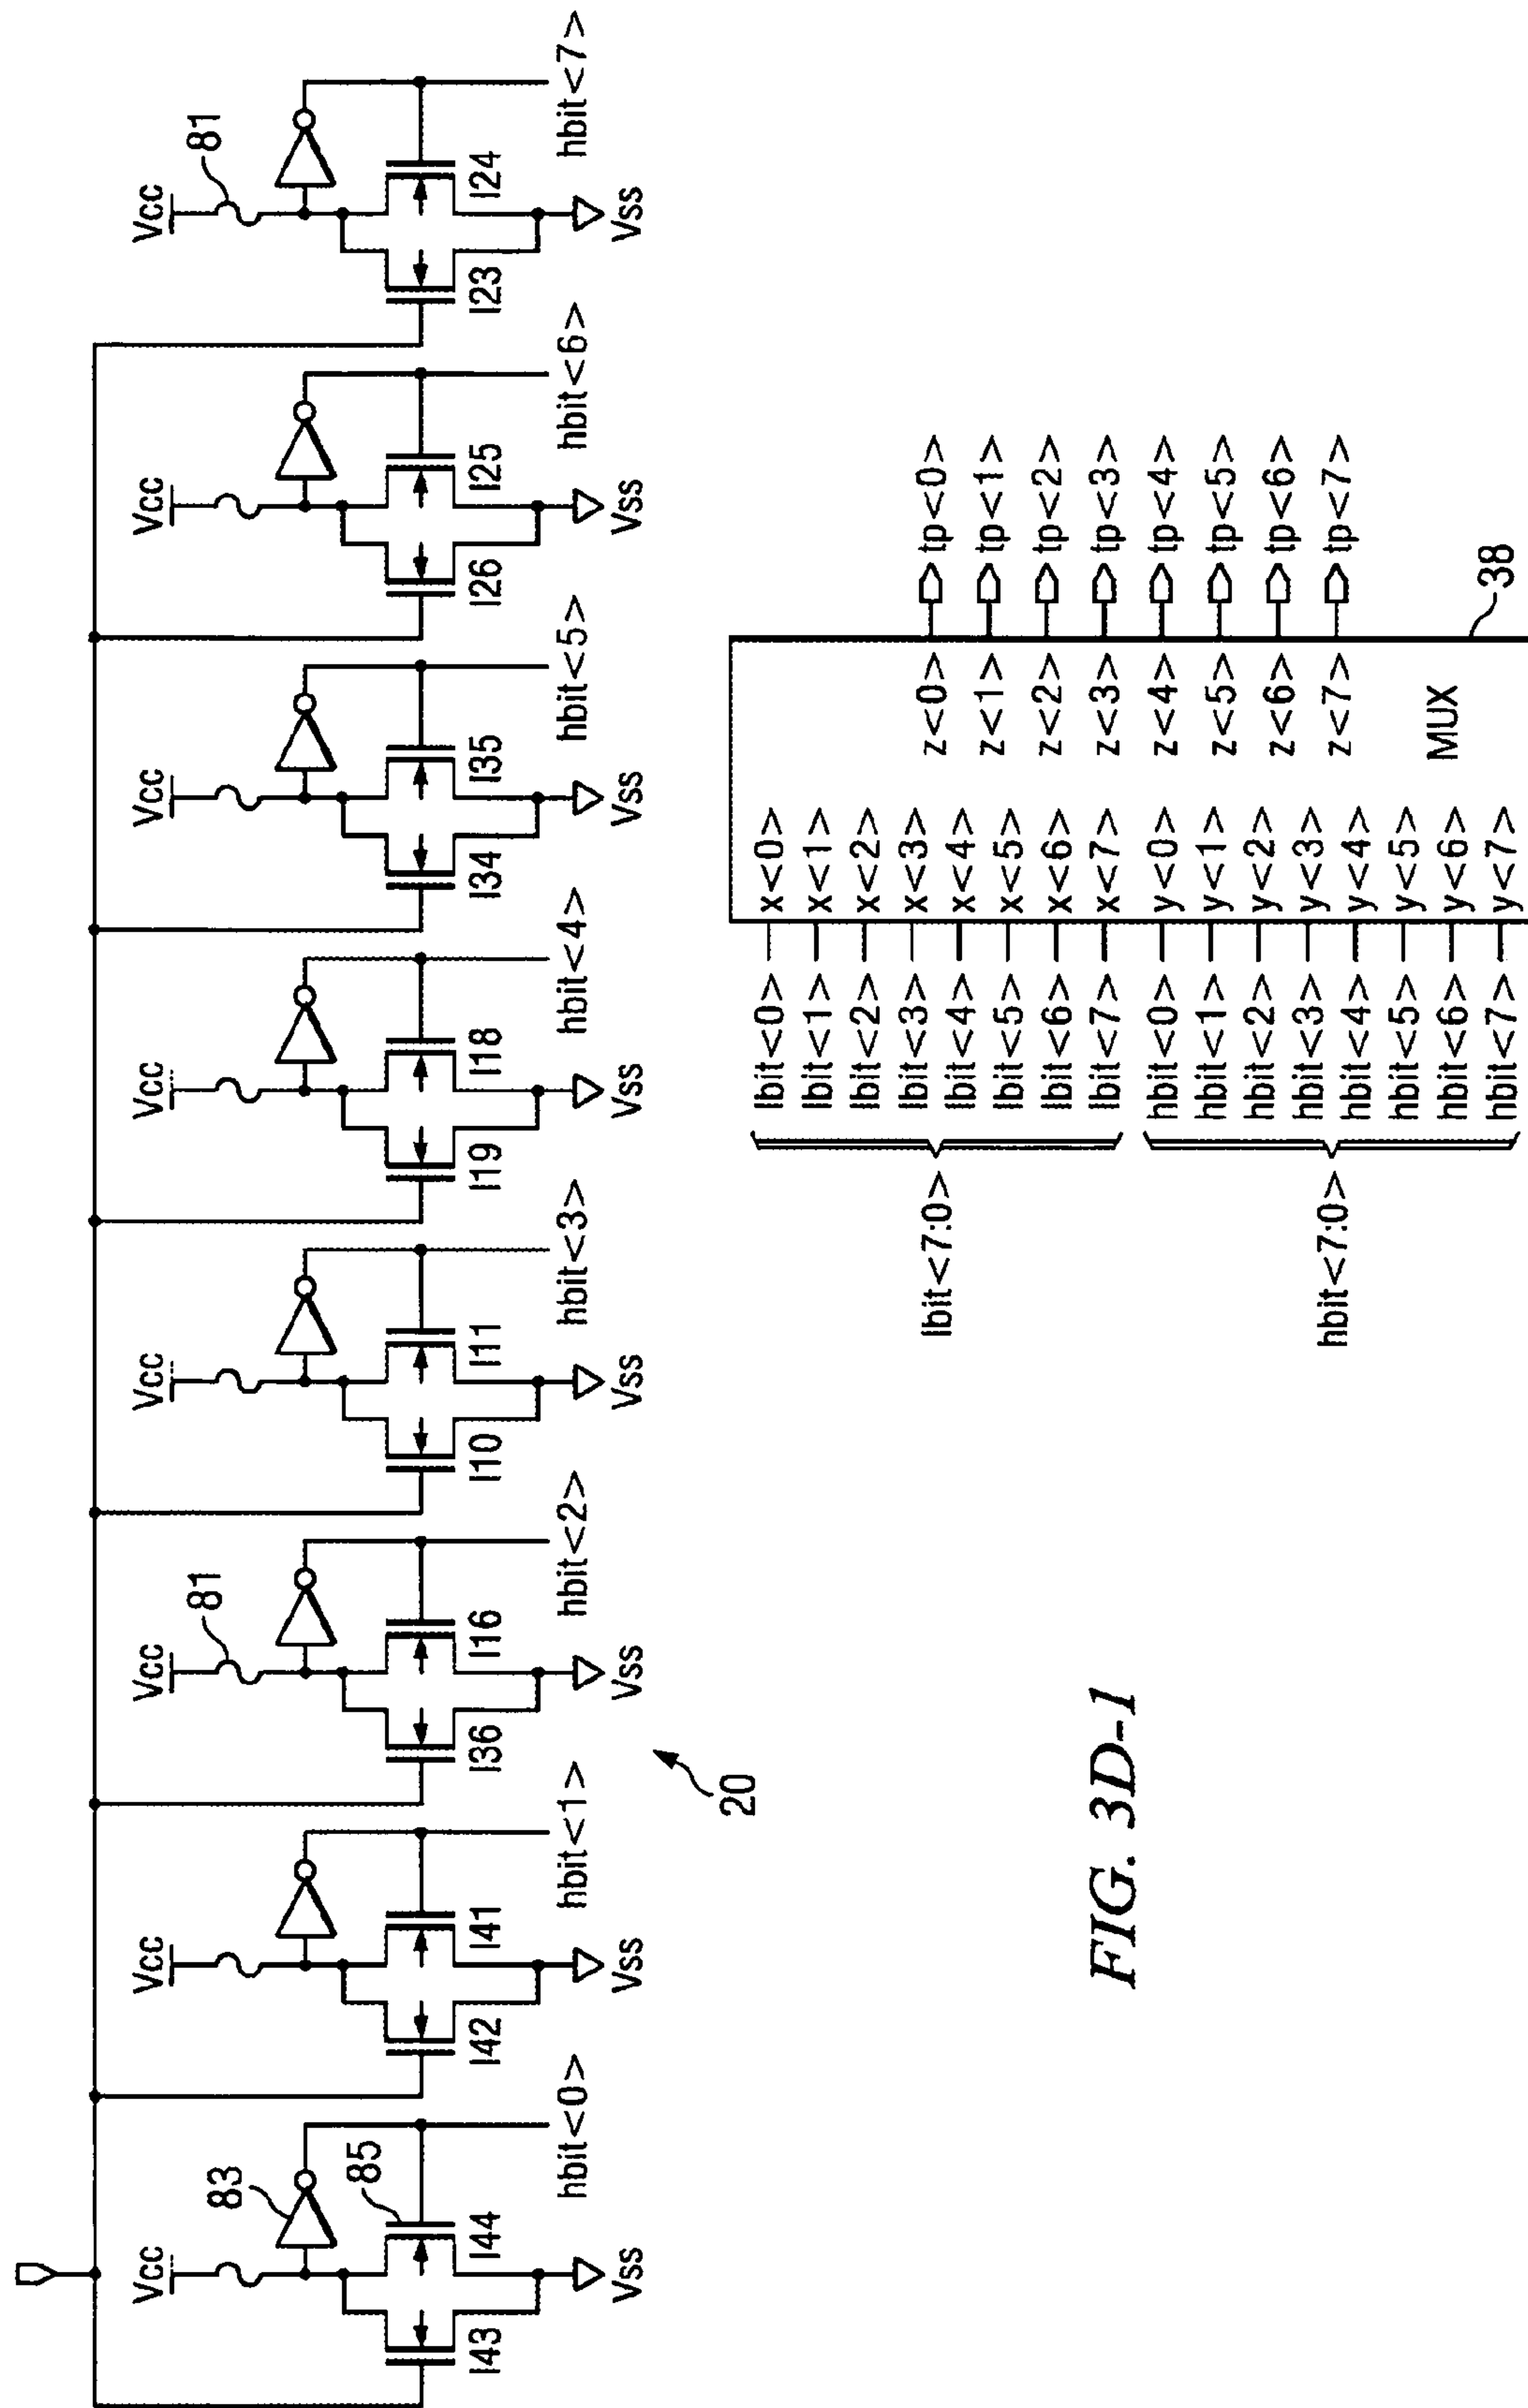 Vcc Vcc Vcc Vcc Vcc Vcc Vcc Vcc
83 81 81
85
I43 I44 I42 I41 I36 I16 I10 I11 I19 I18 I34 I35 I26 I25 I23 I24
hbit<0> hbit<1> hbit<2> hbit<3> hbit<4> hbit<5> hbit<6> hbit<7>
Vss Vss Vss Vss Vss Vss Vss Vss
20
lbit<7:0>
hbit<7:0>
lbit<0> x<0>
lbit<1> x<1>
lbit<2> x<2>
lbit<3> x<3>
lbit<4> x<4>
lbit<5> x<5>
lbit<6> x<6>
lbit<7> x<7>
hbit<0> y<0>
hbit<1> y<1>
hbit<2> y<2>
hbit<3> y<3>
hbit<4> y<4>
hbit<5> y<5>
hbit<6> y<6>
hbit<7> y<7>
z<0> tp<0>
z<1> tp<1>
z<2> tp<2>
z<3> tp<3>
z<4> tp<4>
z<5> tp<5>
z<6> tp<6>
z<7> tp<7>
MUX
38
FIG. 3D-1